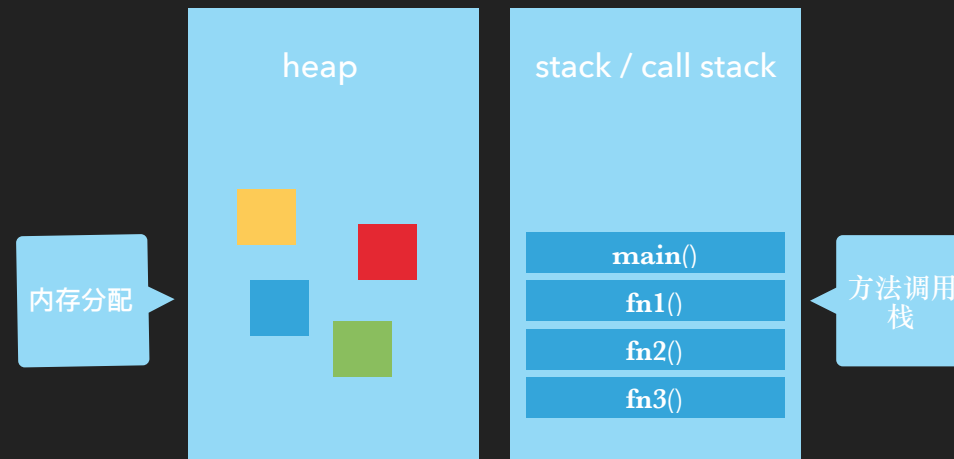 heap
stack / call stack
内存分配
main()
fn1()
fn2()
fn3()
方法调用
栈